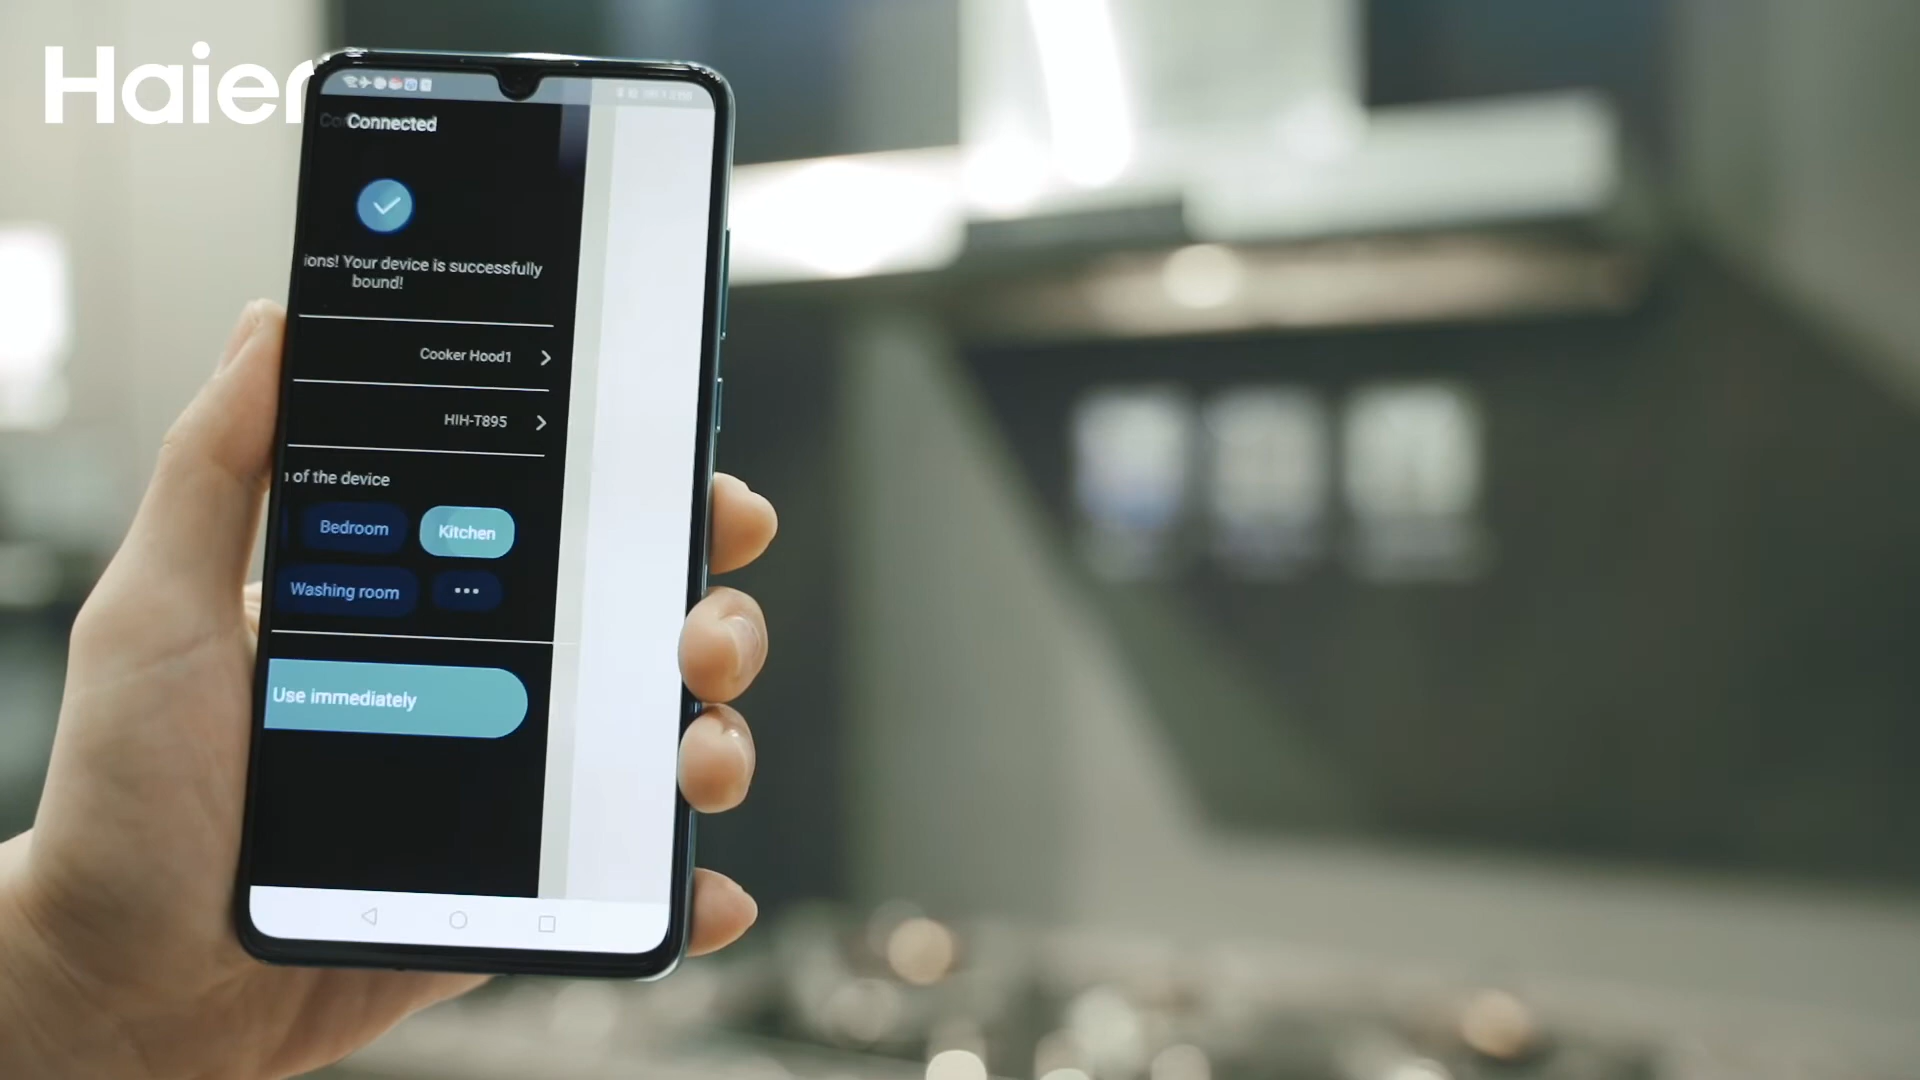 Haier
Connected
ions! Your device is successfully
bound!
Cooker Hood1
HIH-T895
of the device
Bedroom
Kitchen
Washing room
Use immediately